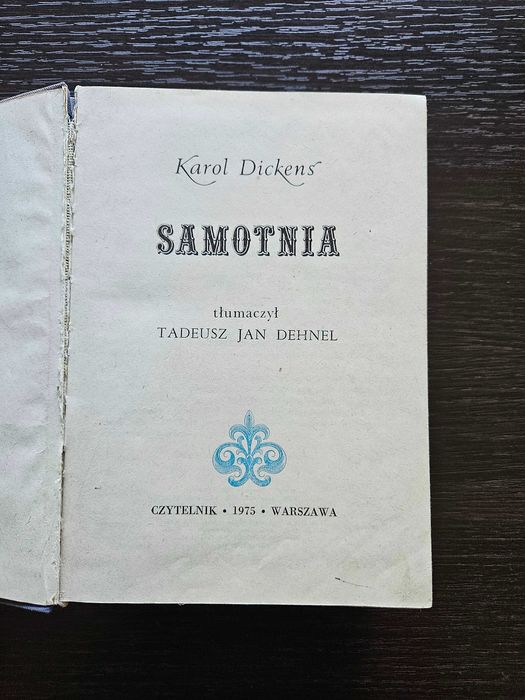 Karol Dickens
SAMOTNIA
tłumaczył
TADEUSZ JAN DEHNEL
CZYTELNIK • 1975 • WARSZAWA